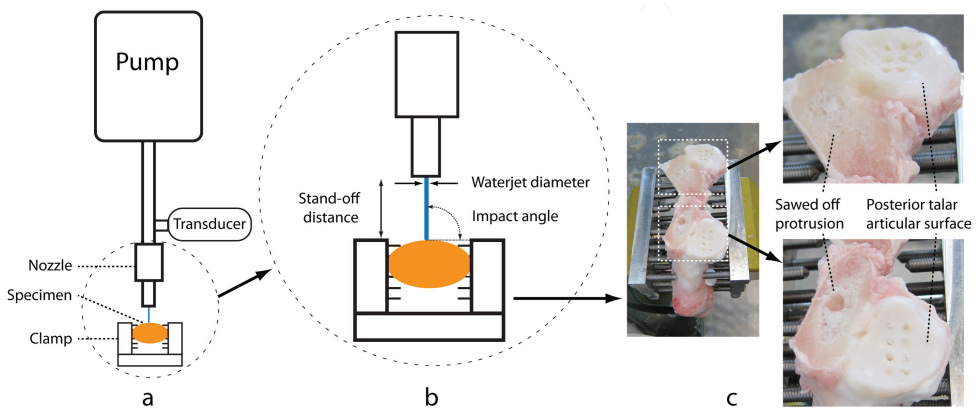 Pump
Transducer
Nozzle
Specimen
Clamp
a
Stand-off
distance
Waterjet diameter
Impact angle
b
Sawed off
protrusion
Posterior talar
articular surface
c